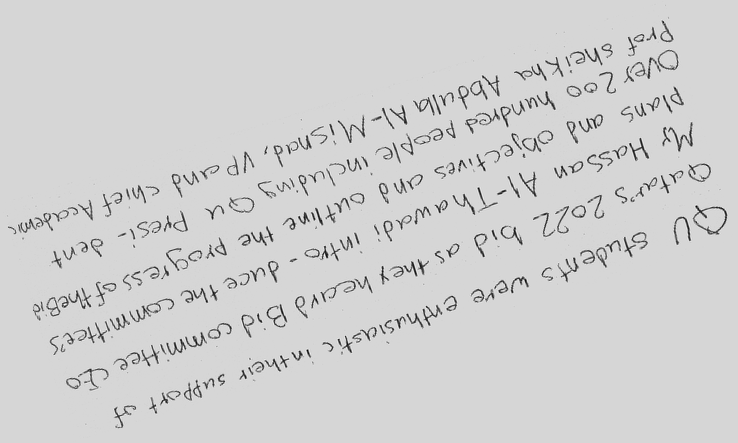 QU students were enthusiastic in their support of
Qatar's 2022 bid as they heard Bid committee CEO
Mr Hassan Al-Thawadi intro- duce the committee's
plans and objectives and outline the progress of the Bid
Over 200 hundred people including QU Presi- dent
Prof sheikha Abdulla Al-Misnad, VP and chief Academic